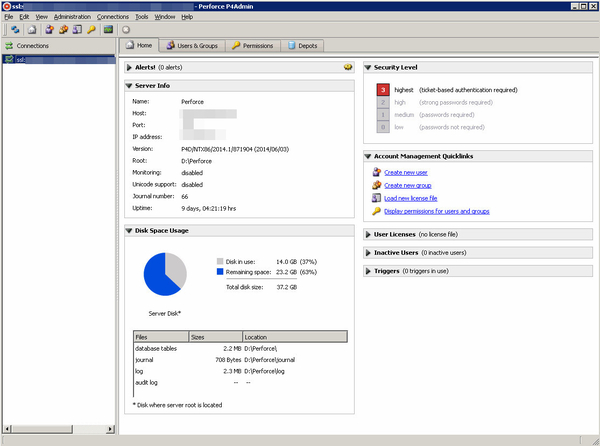 ssl: - Perforce P4Admin
File Edit View Administration Connections Tools Window Help
Connections
ssl:
Home Users & Groups Permissions Depots
Alerts! (0 alerts)
Server Info
Name: Perforce
Host:
Port:
IP address:
Version: P4D/NTX86/2014.1/871904 (2014/06/03)
Root: D:\Perforce
Monitoring: disabled
Unicode support: disabled
Journal number: 66
Uptime: 9 days, 04:21:19 hrs
Disk Space Usage
Disk in use: 14.0 GB (37%)
Remaining space: 23.2 GB (63%)
Total disk size: 37.2 GB
Server Disk*
Files Sizes Location
database tables 2.2 MB D:\Perforce\
journal 708 Bytes D:\Perforce\journal
log 2.3 MB D:\Perforce\log
audit log -- --
* Disk where server root is located
Security Level
3 highest (ticket-based authentication required)
2 high (strong passwords required)
1 medium (passwords required)
0 low (passwords not required)
Account Management Quicklinks
Create new user
Create new group
Load new license file
Display permissions for users and groups
User Licenses (no license file)
Inactive Users (0 inactive users)
Triggers (0 triggers in use)